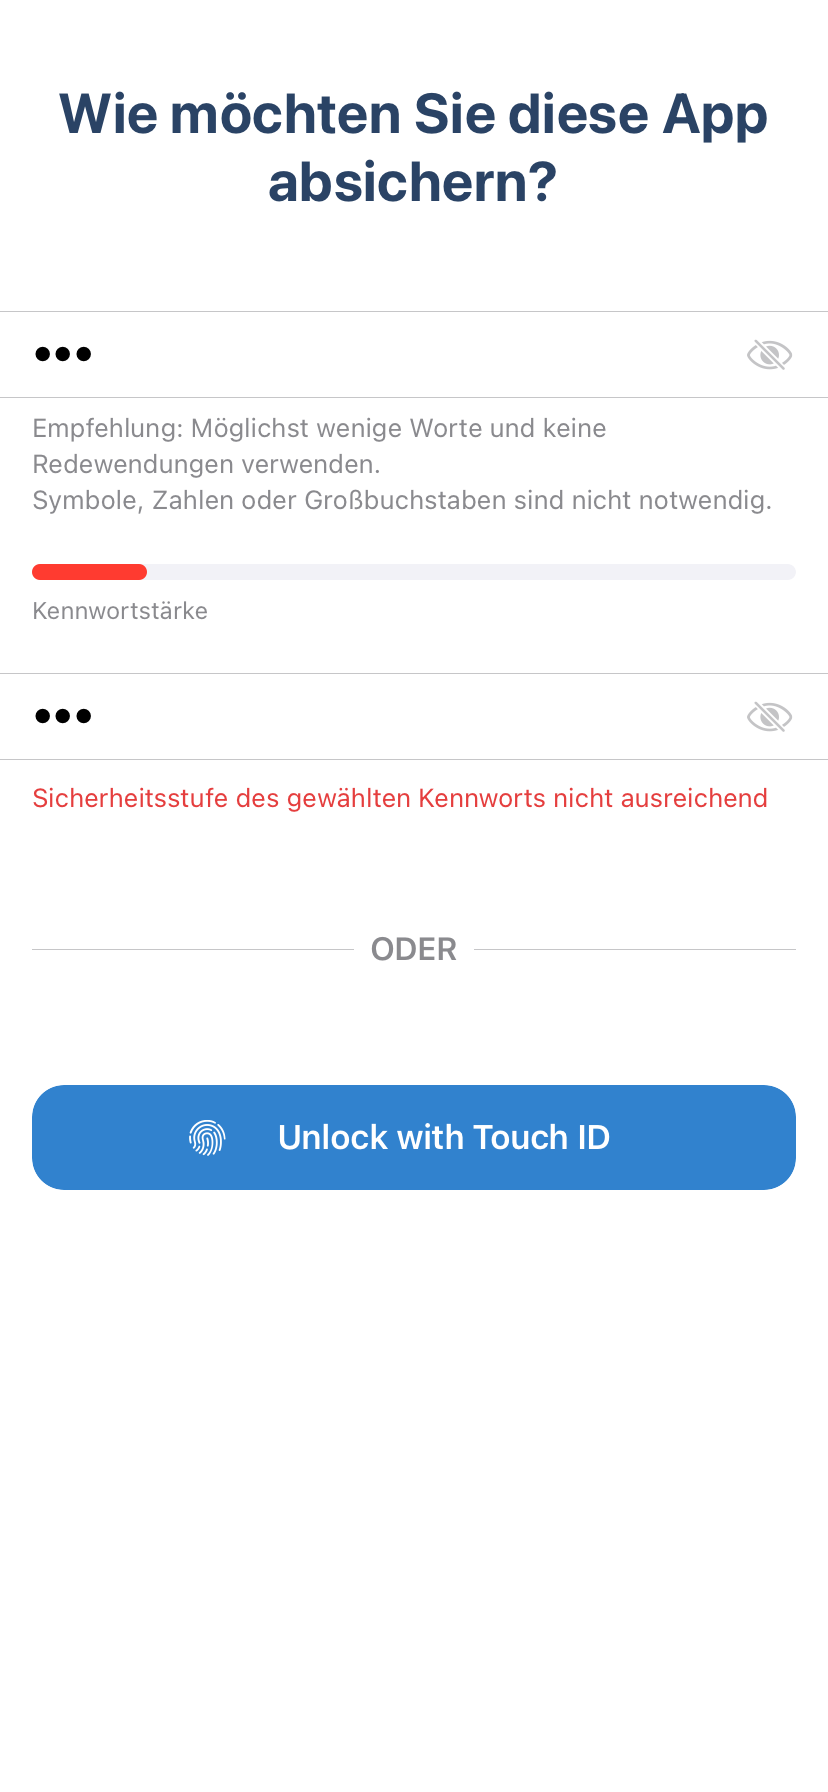 Wie möchten Sie diese App
absichern?
•••
Empfehlung: Möglichst wenige Worte und keine
Redewendungen verwenden.
Symbole, Zahlen oder Großbuchstaben sind nicht notwendig.
Kennwortstärke
•••
Sicherheitsstufe des gewählten Kennworts nicht ausreichend
ODER
Unlock with Touch ID